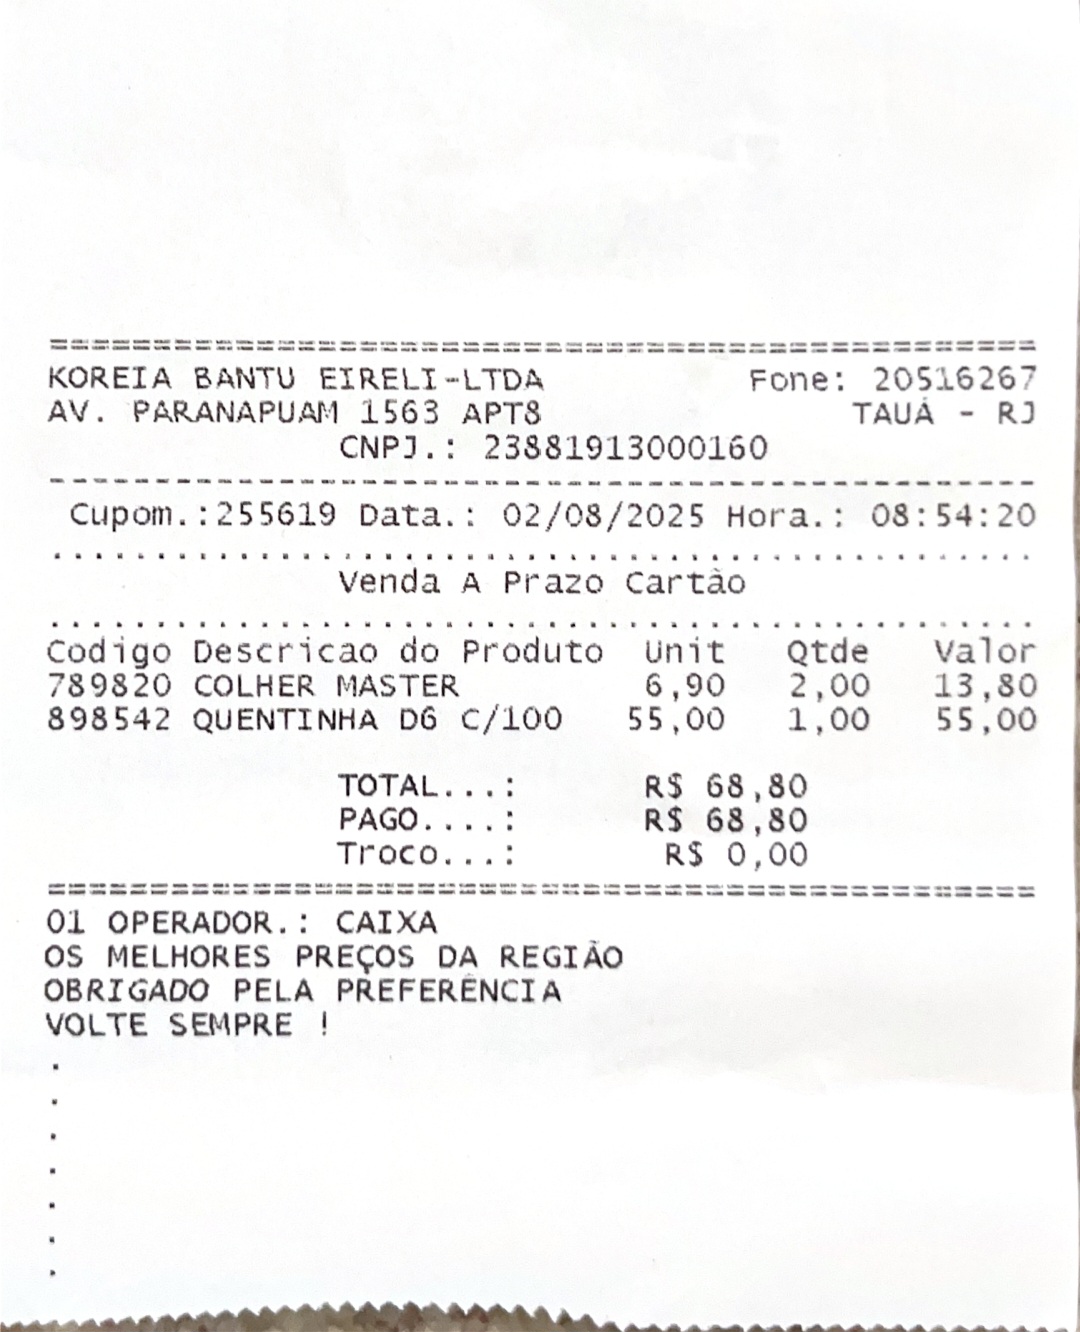 ================================================
KOREIA BANTU EIRELI-LTDA Fone: 20516267
AV. PARANAPUAM 1563 APT8 TAUÁ - RJ
CNPJ.: 23881913000160
------------------------------------------------
Cupom.:255619 Data.: 02/08/2025 Hora.: 08:54:20
................................................
Venda A Prazo Cartão
................................................
Codigo Descricao do Produto Unit Qtde Valor
789820 COLHER MASTER 6,90 2,00 13,80
898542 QUENTINHA D6 C/100 55,00 1,00 55,00
TOTAL...: R$ 68,80
PAGO....: R$ 68,80
Troco...: R$ 0,00
================================================
01 OPERADOR.: CAIXA
OS MELHORES PREÇOS DA REGIÃO
OBRIGADO PELA PREFERÊNCIA
VOLTE SEMPRE !
.
.
.
.
.
.
.